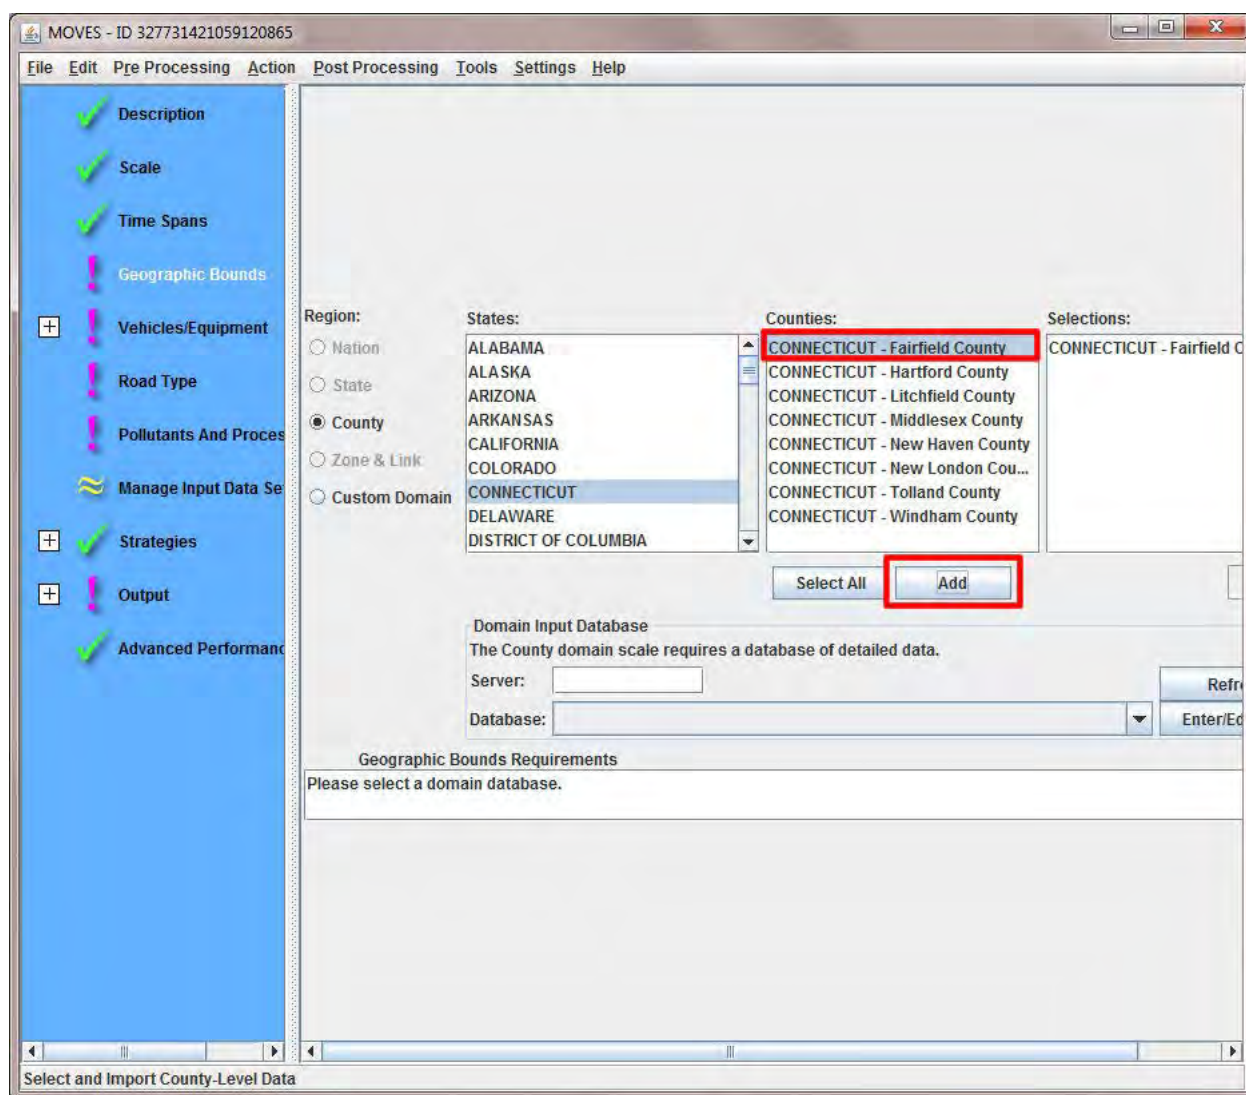 MOVES - ID 327731421059120865
File Edit Pre Processing Action Post Processing Tools Settings Help
Description
Scale
Time Spans
Geographic Bounds
Vehicles/Equipment
Road Type
Pollutants And Proces
Manage Input Data Se
Strategies
Output
Advanced Performanc
Region:
Nation
State
County
Zone & Link
Custom Domain
States:
ALABAMA
ALASKA
ARIZONA
ARKANSAS
CALIFORNIA
COLORADO
CONNECTICUT
DELAWARE
DISTRICT OF COLUMBIA
Counties:
CONNECTICUT - Fairfield County
CONNECTICUT - Hartford County
CONNECTICUT - Litchfield County
CONNECTICUT - Middlesex County
CONNECTICUT - New Haven County
CONNECTICUT - New London Cou...
CONNECTICUT - Tolland County
CONNECTICUT - Windham County
Selections:
CONNECTICUT - Fairfield C
Select All Add
Domain Input Database
The County domain scale requires a database of detailed data.
Server:
Refre
Database:
Enter/Ed
Geographic Bounds Requirements
Please select a domain database.
Select and Import County-Level Data